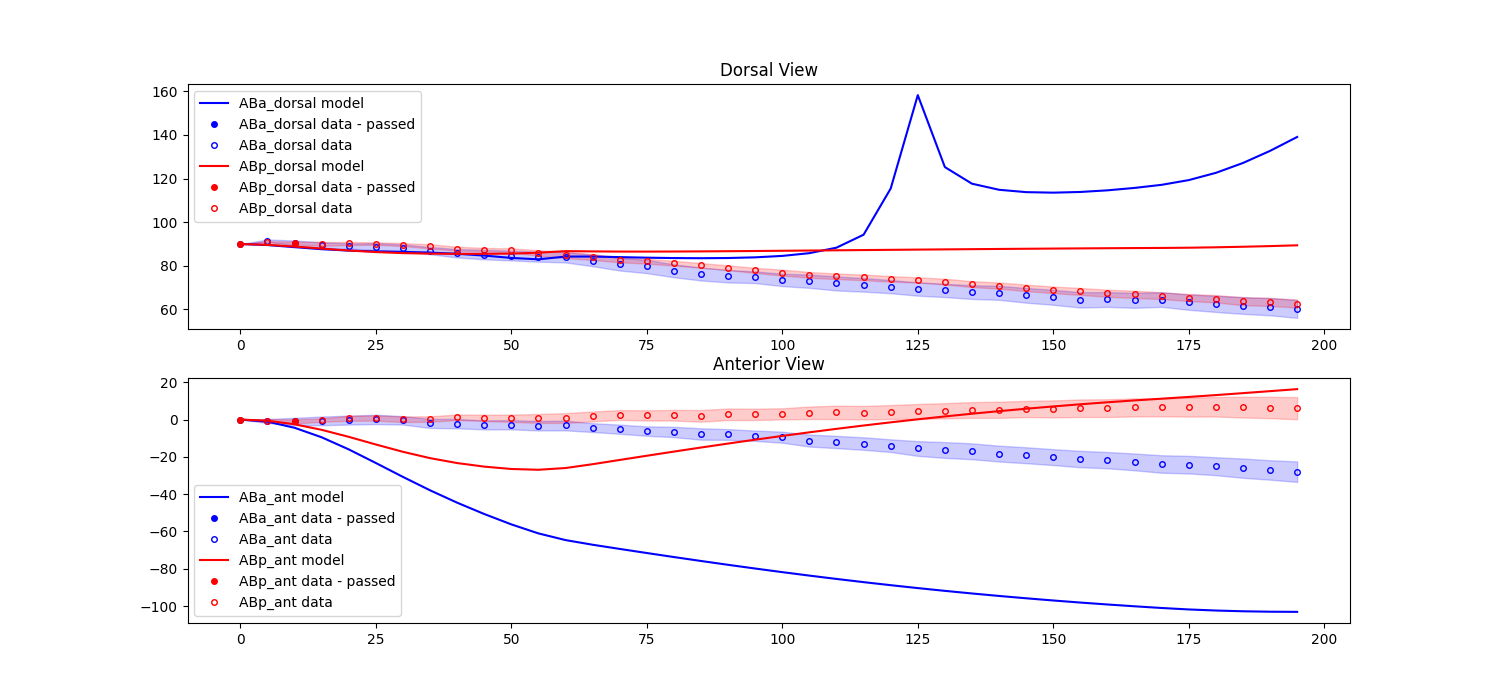 Dorsal View
160
140
120
100
80
60
ABa_dorsal model
ABa_dorsal data - passed
ABa_dorsal data
ABp_dorsal model
ABp_dorsal data - passed
ABp_dorsal data
0 25 50 75 100 125 150 175 200
Anterior View
20
0
−20
−40
−60
−80
−100
ABa_ant model
ABa_ant data - passed
ABa_ant data
ABp_ant model
ABp_ant data - passed
ABp_ant data
0 25 50 75 100 125 150 175 200